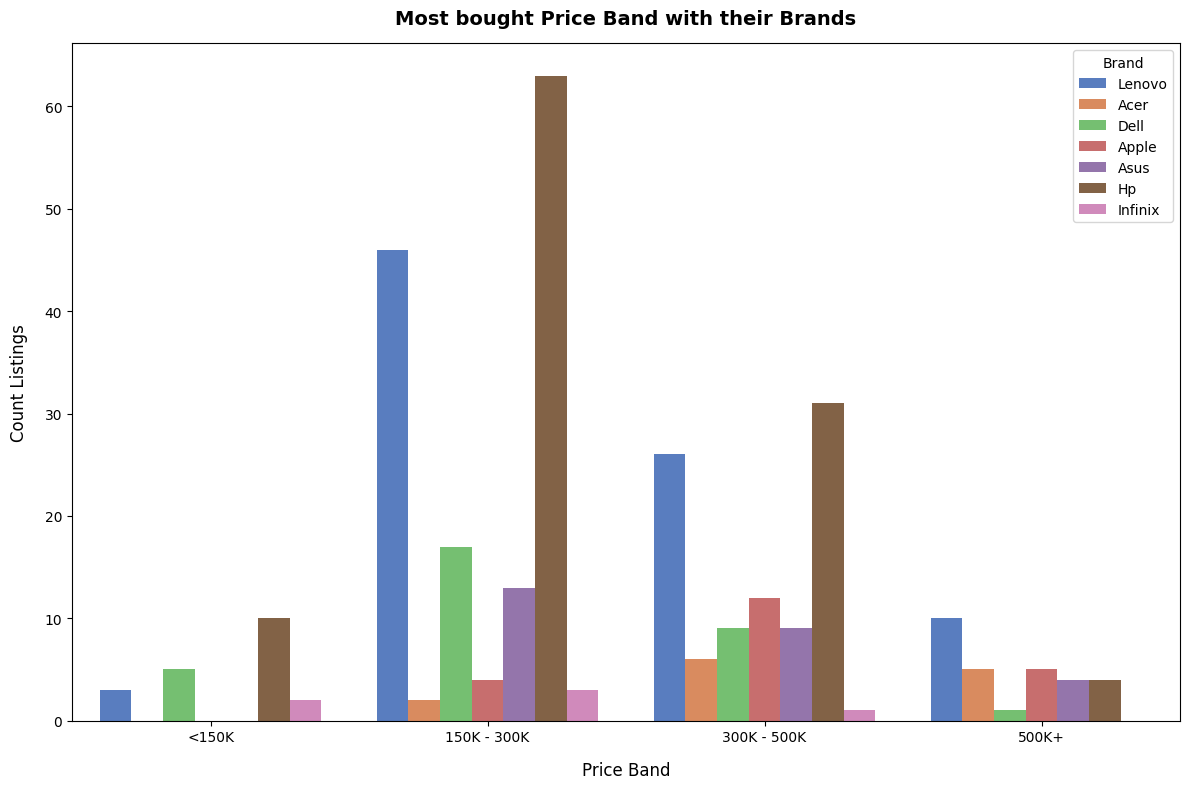 Most bought Price Band with their Brands
Brand
Lenovo
Acer
Dell
Apple
Asus
Hp
Infinix
Count Listings
60
50
40
30
20
10
0
<150K
150K - 300K
300K - 500K
500K+
Price Band